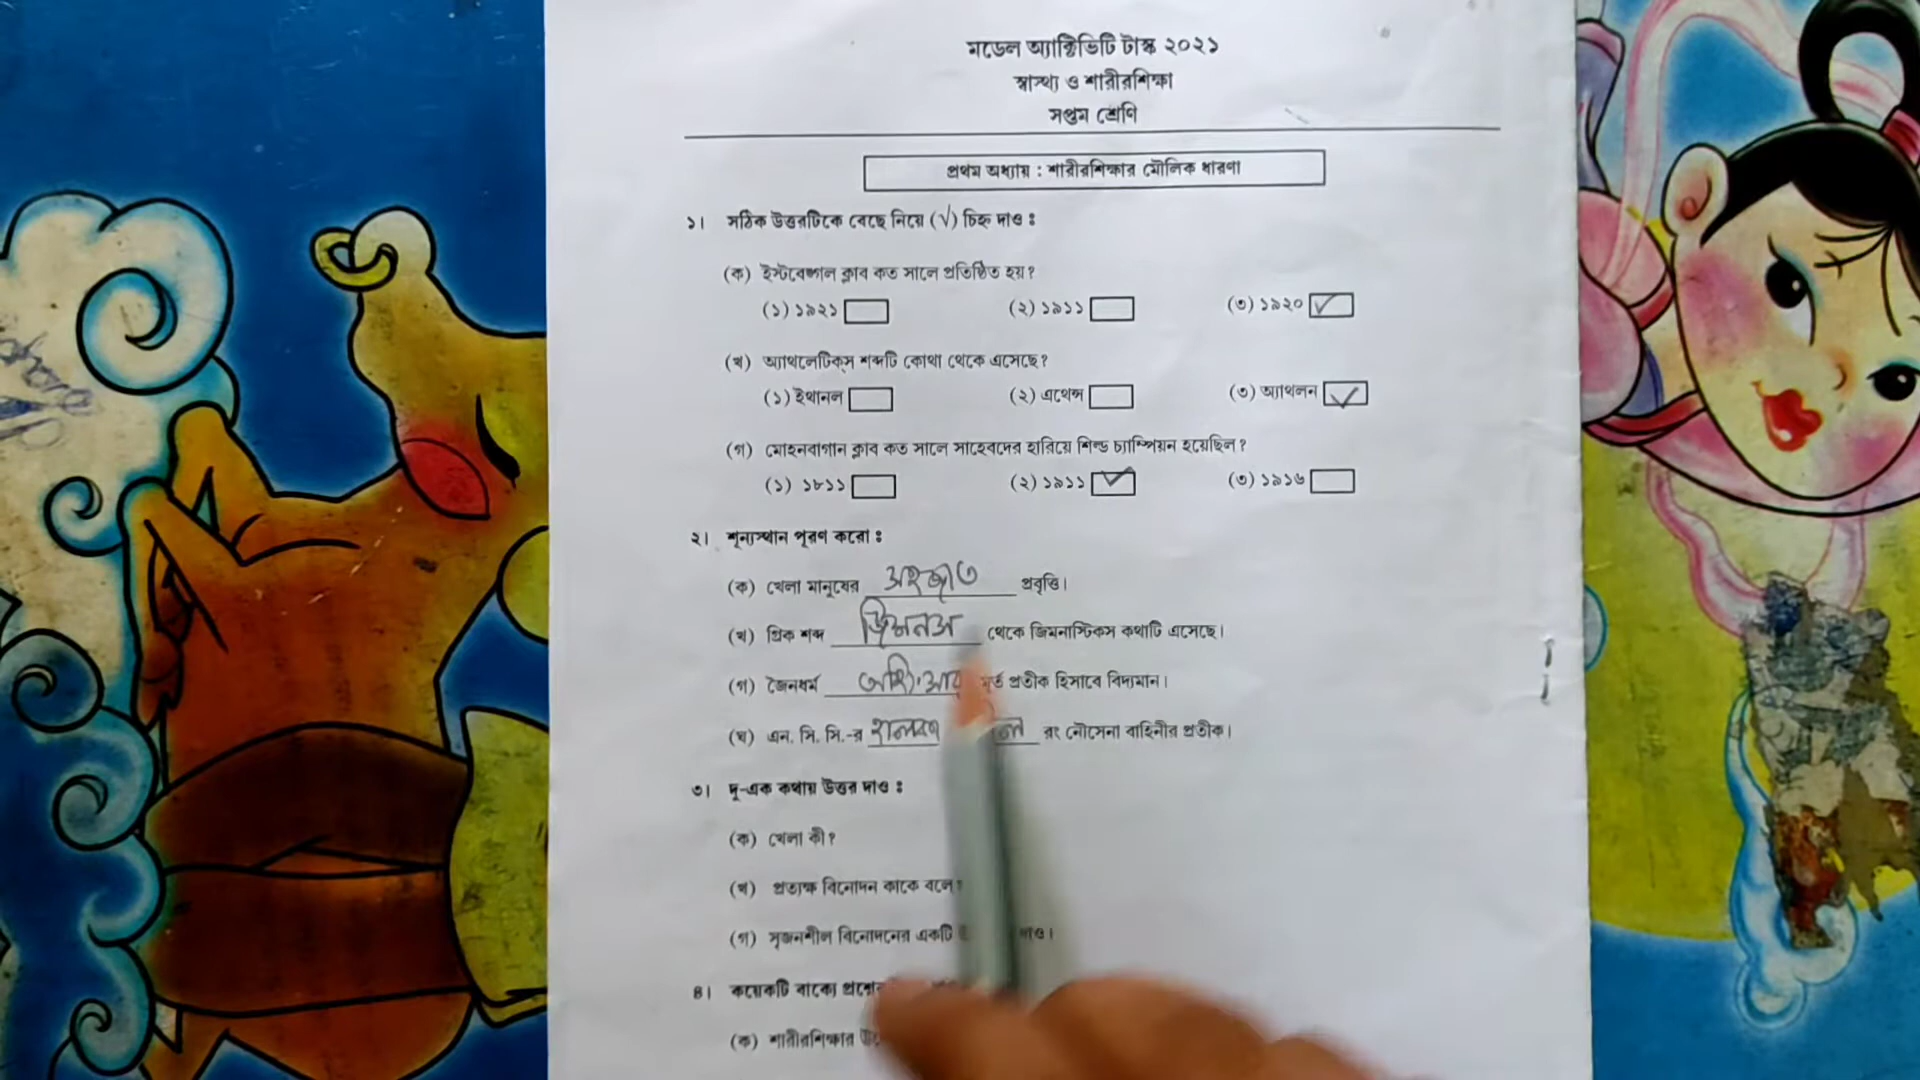 মডেল অ্যাক্টিভিটি টাস্ক ২০২১
স্বাস্থ্য ও শারীরশিক্ষা
সপ্তম শ্রেণি
প্রথম অধ্যায় : শারীরশিক্ষার মৌলিক ধারণা
১। সঠিক উত্তরটিকে বেছে নিয়ে (√) চিহ্ন দাও :
(ক) ইস্টবেঙ্গল ক্লাব কত সালে প্রতিষ্ঠিত হয়?
(১) ১৯২১ (২) ১৯১১ (৩) ১৯২০ ✓
(খ) অ্যাথলেটিক্‌স শব্দটি কোথা থেকে এসেছে?
(১) ইথানল (২) এথেন্স (৩) অ্যাথলন ✓
(গ) মোহনবাগান ক্লাব কত সালে সাহেবদের হারিয়ে শিল্ড চ্যাম্পিয়ন হয়েছিল?
(১) ১৮১১ (২) ১৯১১ ✓ (৩) ১৯১৬
২। শূন্যস্থান পূরণ করো :
(ক) খেলা মানুষের সহজাত প্রবৃত্তি।
(খ) গ্রিক শব্দ জিমনস থেকে জিমনাস্টিকস কথাটি এসেছে।
(গ) জৈনধর্ম মূর্ত প্রতীক হিসাবে বিদ্যমান।
(ঘ) এন. সি. সি.-র রং নৌসেনা বাহিনীর প্রতীক।
৩। দু-এক কথায় উত্তর দাও :
(ক) খেলা কী?
(খ) প্রত্যক্ষ বিনোদন কাকে বলে?
(গ) সৃজনশীল বিনোদনের একটি দাও।
৪। কয়েকটি বাক্যে
(ক) শারীরশিক্ষার